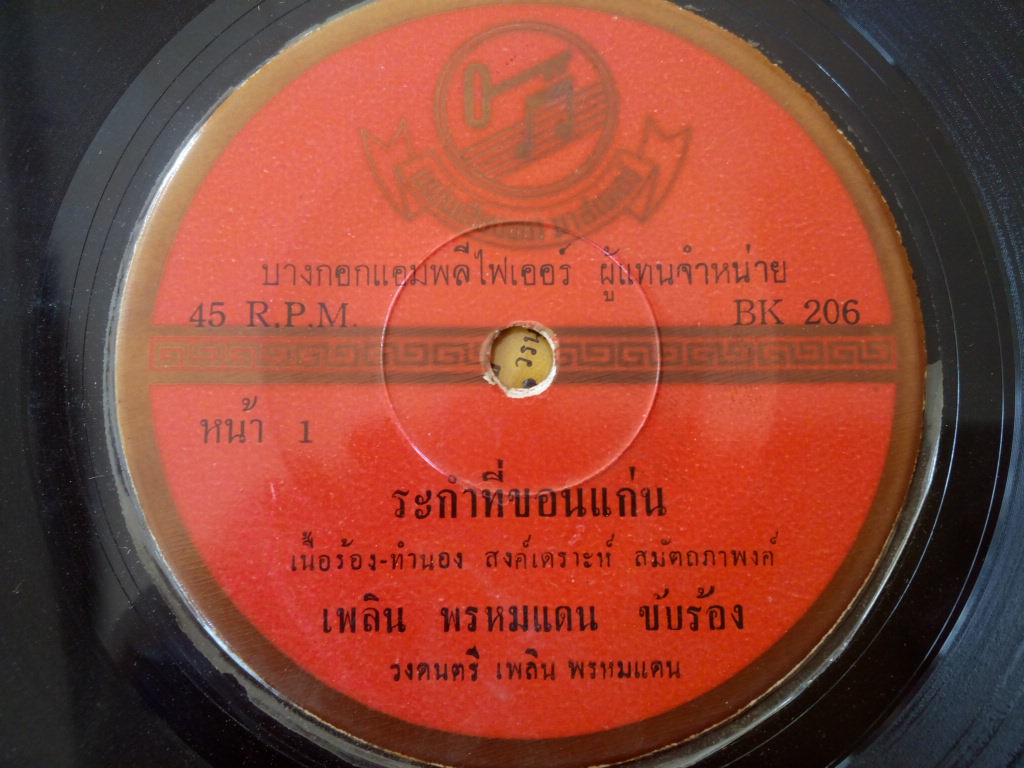 บางกอกแอมพลีไฟเออร์ ผู้แทนจำหน่าย
45 R.P.M. BK 206
หน้า 1
ระกำที่ขอนแก่น
เนื้อร้อง-ทำนอง สงค์เคราะห์ สมัตถภาพงค์
เพลิน พรหมแดน ขับร้อง
วงดนตรี เพลิน พรหมแดน